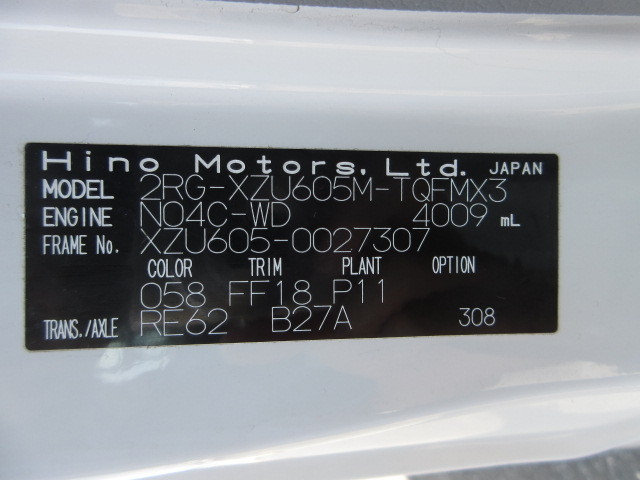 Hino Motors, Ltd. JAPAN
MODEL 2RG-XZU605M-TQFMX3
ENGINE N04C-WD 4009 mL
FRAME No. XZU605-0027307
COLOR TRIM PLANT OPTION
058 FF18 P11
TRANS./AXLE RE62 B27A 308